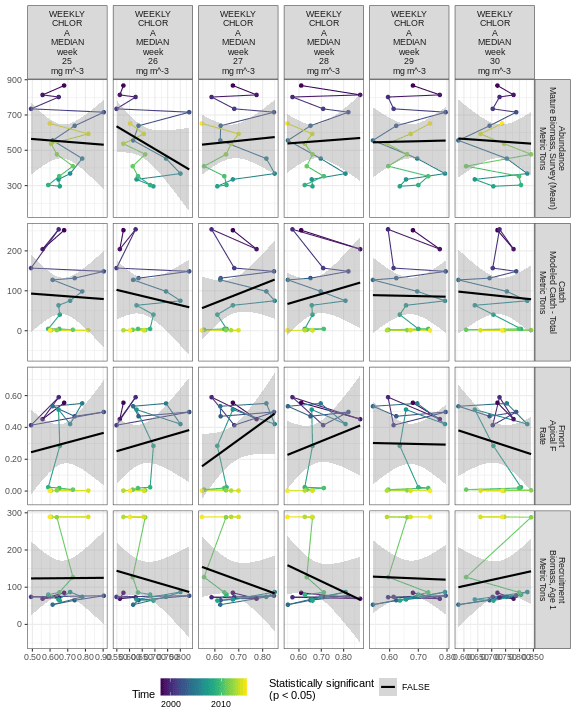 WEEKLY
CHLOR
A
MEDIAN
week
25
mg m^-3
WEEKLY
CHLOR
A
MEDIAN
week
26
mg m^-3
WEEKLY
CHLOR
A
MEDIAN
week
27
mg m^-3
WEEKLY
CHLOR
A
MEDIAN
week
28
mg m^-3
WEEKLY
CHLOR
A
MEDIAN
week
29
mg m^-3
WEEKLY
CHLOR
A
MEDIAN
week
30
mg m^-3
900
700
500
300
Abundance
Mature Biomass, Survey (Mean)
Metric Tons
200
100
0
Catch
Modeled Catch - Total
Metric Tons
0.60
0.40
0.20
0.00
Fmort
Apical F
Rate
300
200
100
0
Recruitment
Biomass, Age 1
Metric Tons
0.50 0.60 0.70 0.80 0.90
0.60 0.70 0.80
0.60 0.70 0.80
0.60 0.70 0.80
Time
2000 2010
Statistically significant
(p < 0.05)
FALSE